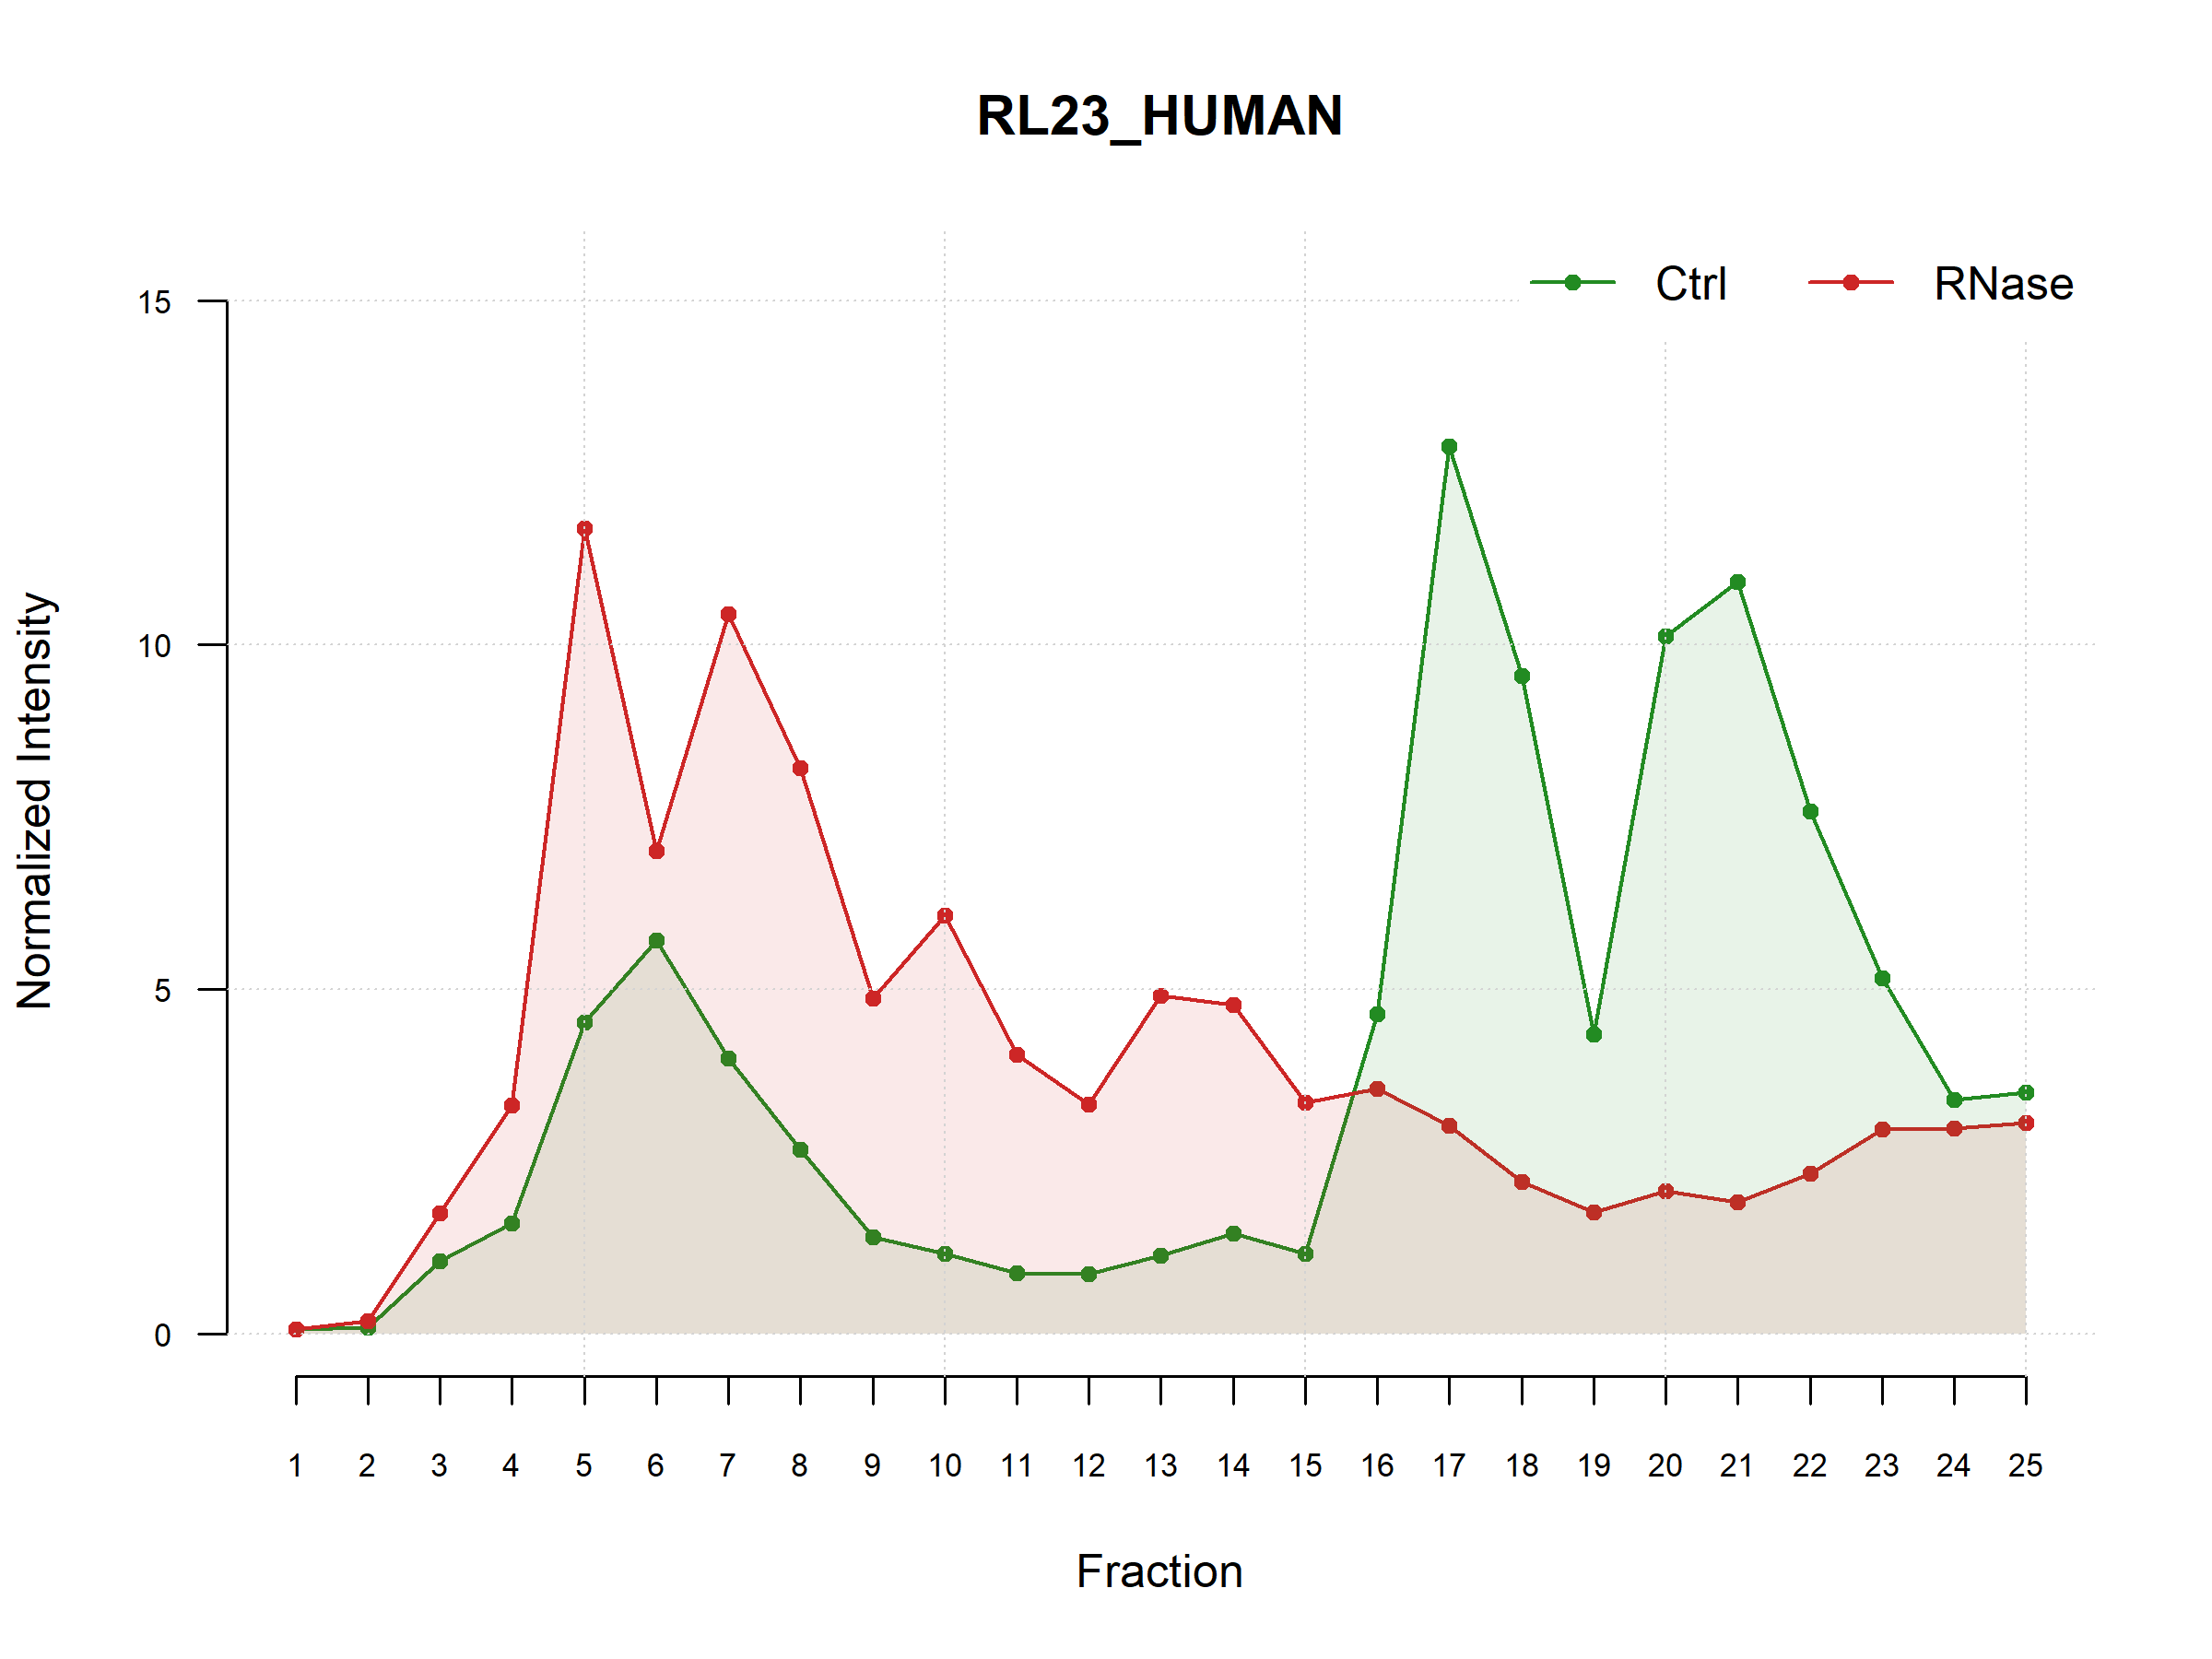 RL23_HUMAN
Ctrl RNase
15
10
5
0
Normalized Intensity
1 2 3 4 5 6 7 8 9 10 11 12 13 14 15 16 17 18 19 20 21 22 23 24 25
Fraction